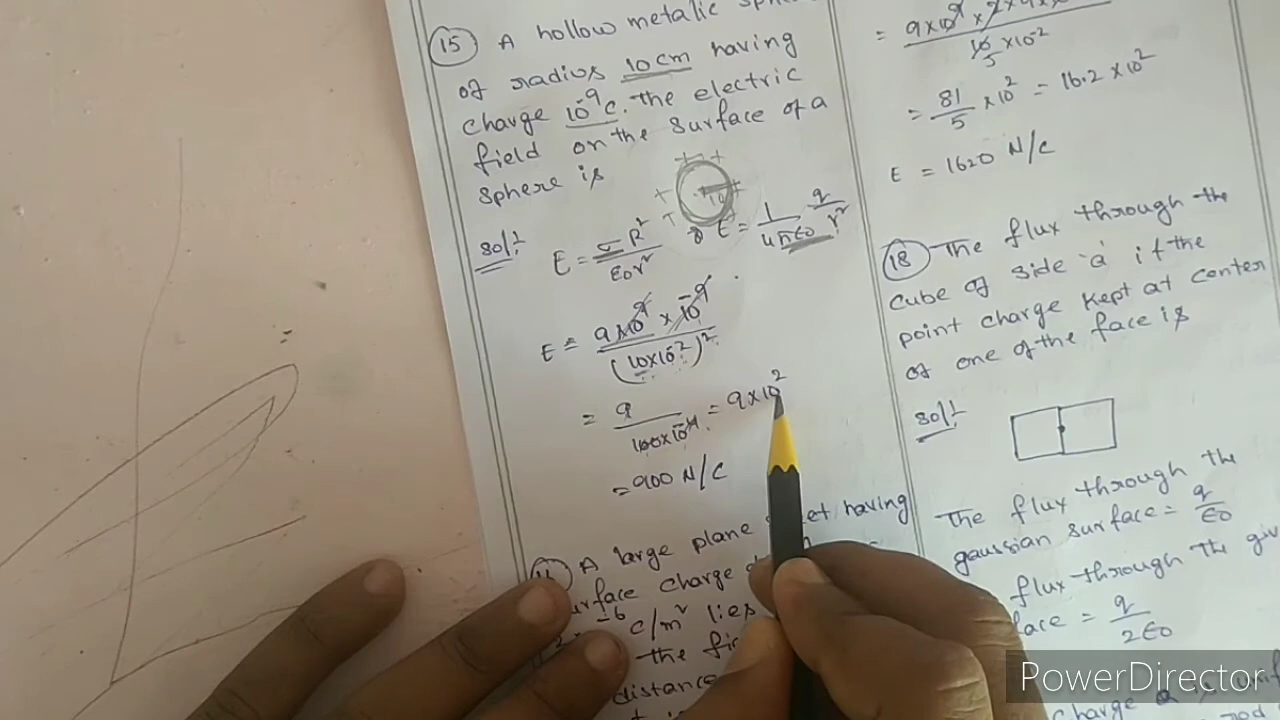 15 A hollow metalic
of radius 10cm having
charge 10⁻⁹c. the electric
field on the surface of a
sphere is
sol:
E = Σ R² / ε₀r² E = 1 / 4πε₀ q / r²
E = 9×10⁹ × 10⁻⁹ / (10×10⁻²)²
= 9 / 100×10⁻⁴ = 9×10²
= 900 N/C
A large plane having
charge
c/m² lies
the
distance
= 81 / 5 ×10² = 16.2 ×10²
E = 1620 N/C
18 The flux through the
cube of side 'a' if the
point charge kept at center
of one of the face is
sol:
The flux through the
gaussian surface = q / ε₀
flux through the
= q / 2ε₀
charge
PowerDirector